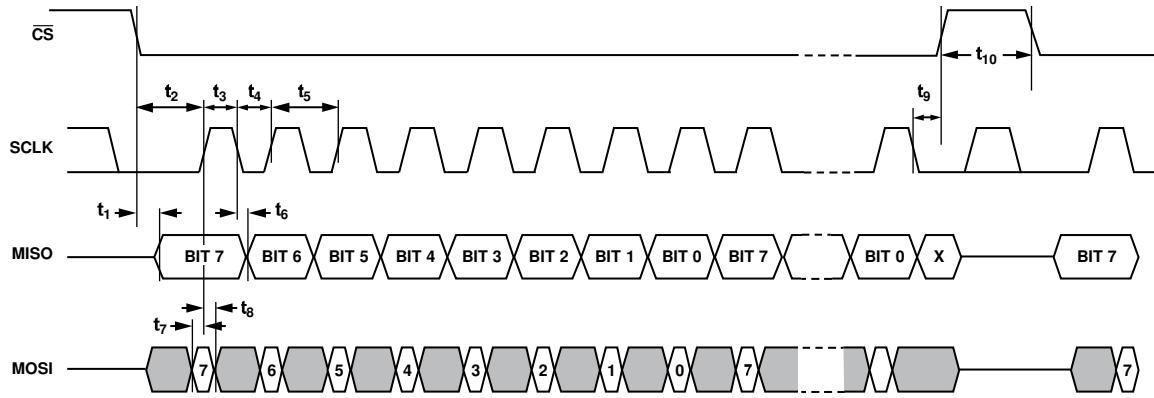 CS
t10
t2 t3 t4 t5
t9
SCLK
t1 t6
MISO BIT 7 BIT 6 BIT 5 BIT 4 BIT 3 BIT 2 BIT 1 BIT 0 BIT 7 BIT 0 X BIT 7
t7 t8
MOSI 7 6 5 4 3 2 1 0 7 7